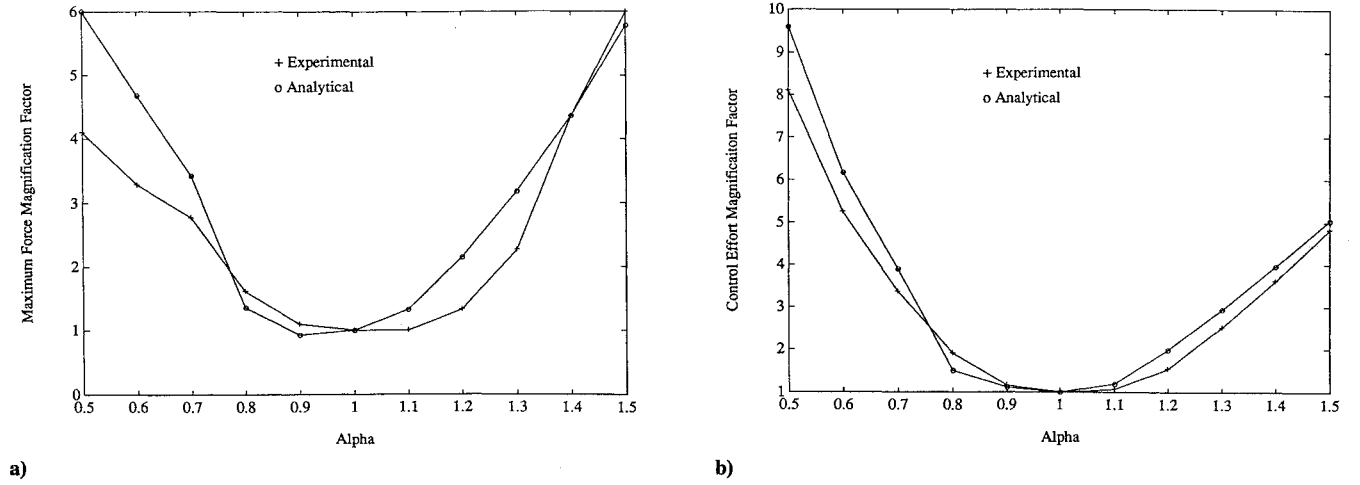 Maximum Force Magnification Factor
6
5
4
3
2
1
0
+ Experimental
o Analytical
0.5 0.6 0.7 0.8 0.9 1 1.1 1.2 1.3 1.4 1.5
Alpha
a)
Control Effort Magnificaiton Factor
10
9
8
7
6
5
4
3
2
1
+ Experimental
o Analytical
0.5 0.6 0.7 0.8 0.9 1 1.1 1.2 1.3 1.4 1.5
Alpha
b)